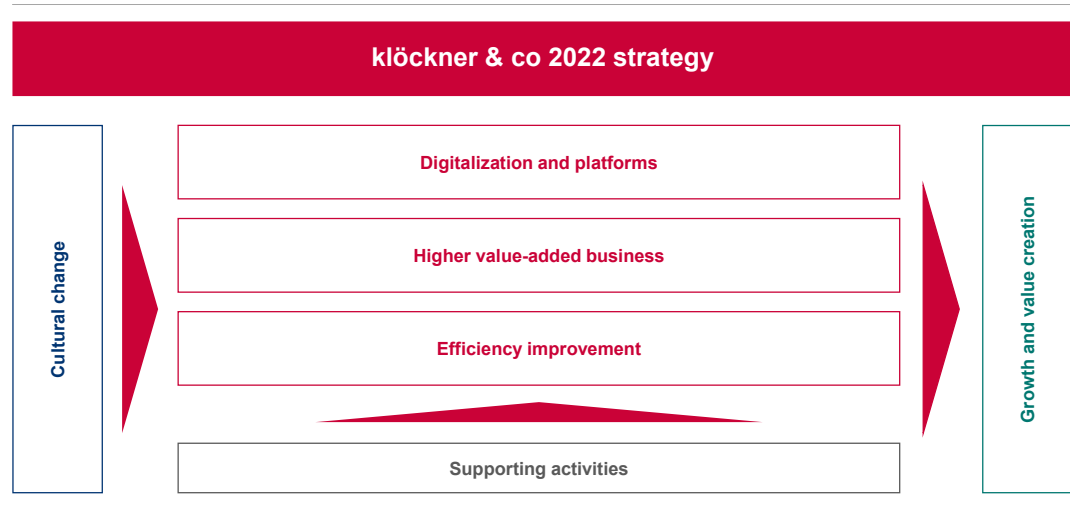 klöckner & co 2022 strategy
Cultural change
Digitalization and platforms
Higher value-added business
Efficiency improvement
Supporting activities
Growth and value creation